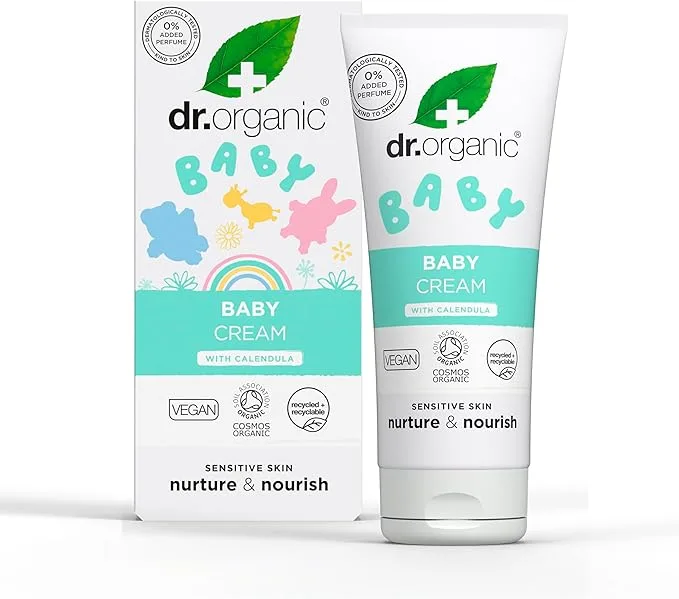 DERMATOLOGICALLY TESTED
0%
ADDED
PERFUME
KIND TO SKIN
dr.organic®
BABY
BABY
CREAM
WITH CALENDULA
VEGAN
SOIL ASSOCIATION
ORGANIC
COSMOS
ORGANIC
recycled +
recyclable
SENSITIVE SKIN
nurture & nourish
DERMATOLOGICALLY TESTED
0%
ADDED
PERFUME
KIND TO SKIN
dr.organic®
BABY
BABY
CREAM
WITH CALENDULA
VEGAN
SOIL ASSOCIATION
ORGANIC
COSMOS
ORGANIC
recycled +
recyclable
SENSITIVE SKIN
nurture & nourish